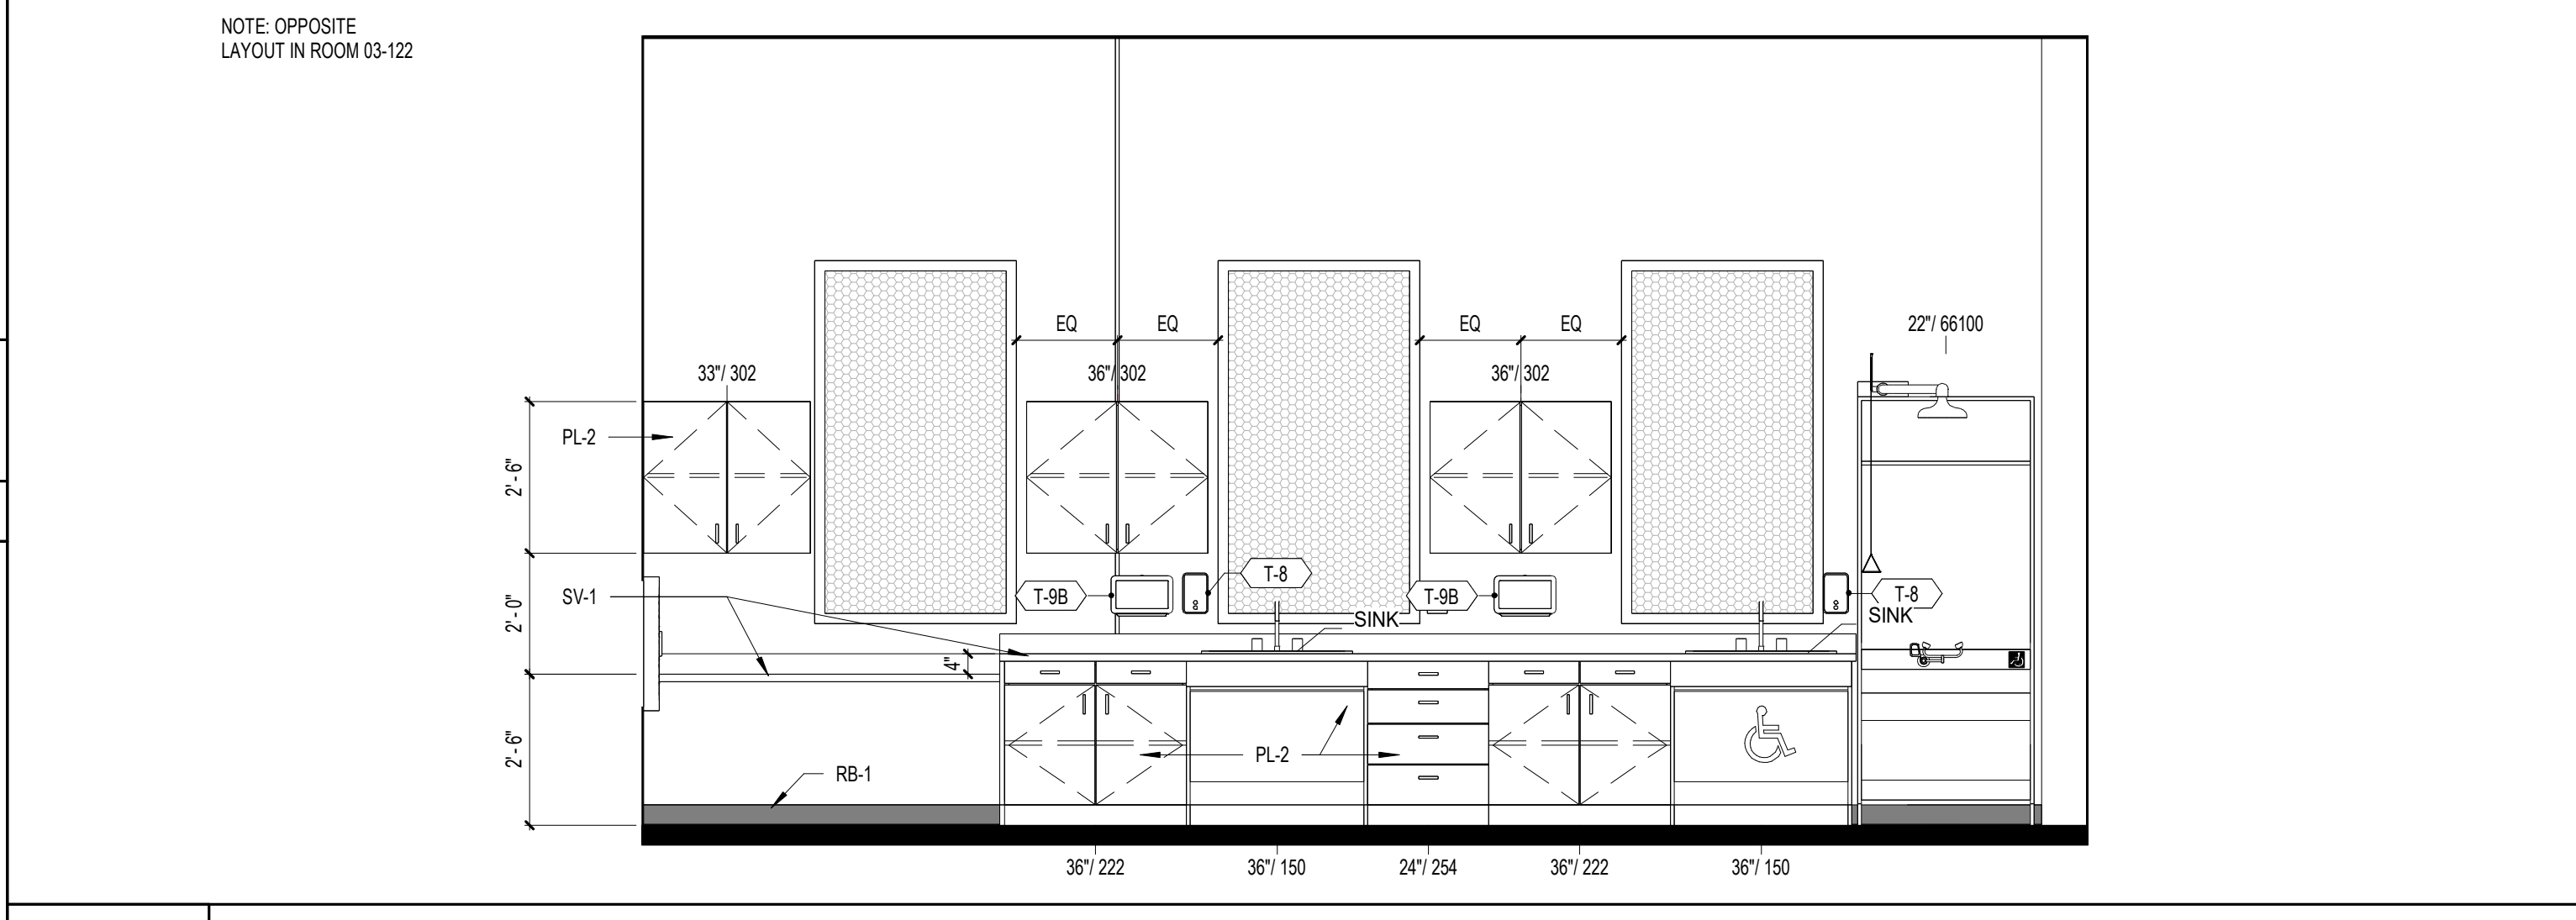 NOTE: OPPOSITE
LAYOUT IN ROOM 03-122
EQ EQ EQ EQ
22"/ 66100
33"/ 302 36"/ 302 36"/ 302
PL-2
2' - 6"
T-8
T-9B T-9B
SV-1
T-8
2' - 0"
SINK SINK
4"
2' - 6"
PL-2
RB-1
36"/ 222 36"/ 150 24"/ 254 36"/ 222 36"/ 150